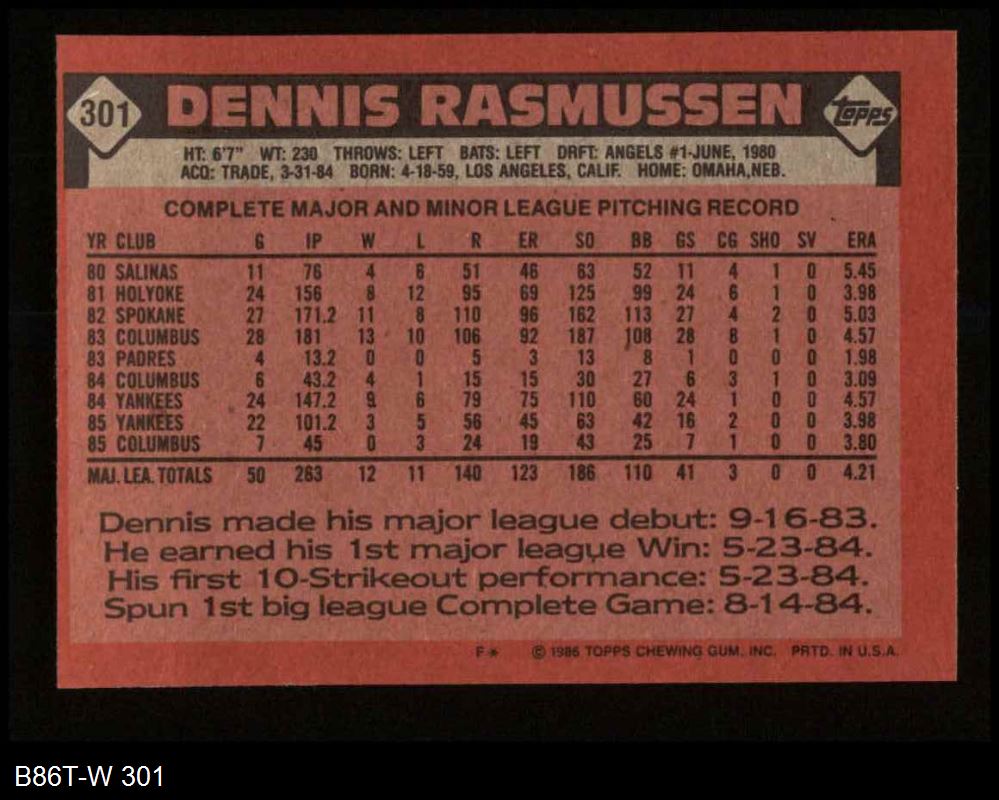 301 DENNIS RASMUSSEN TOPPS
HT: 6'7" WT: 230 THROWS: LEFT BATS: LEFT DRFT: ANGELS #1-JUNE, 1980
ACQ: TRADE, 3-31-84 BORN: 4-18-59, LOS ANGELES, CALIF. HOME: OMAHA,NEB.
COMPLETE MAJOR AND MINOR LEAGUE PITCHING RECORD
YR CLUB G IP W L R ER SO BB GS CG SHO SV ERA
80 SALINAS 11 76 4 6 51 46 63 52 11 4 1 0 5.45
81 HOLYOKE 24 156 8 12 95 69 125 99 24 6 1 0 3.98
82 SPOKANE 27 171.2 11 8 110 96 162 113 27 4 2 0 5.03
83 COLUMBUS 28 181 13 10 106 92 187 108 28 8 1 0 4.57
83 PADRES 4 13.2 0 0 5 3 13 8 1 0 0 0 1.98
84 COLUMBUS 6 43.2 4 1 15 15 30 27 6 3 1 0 3.09
84 YANKEES 24 147.2 9 6 79 75 110 60 24 1 0 0 4.57
85 YANKEES 22 101.2 3 5 56 45 63 42 16 2 0 0 3.98
85 COLUMBUS 7 45 0 3 24 19 43 25 7 1 0 0 3.80
MAJ. LEA. TOTALS 50 263 12 11 140 123 186 110 41 3 0 0 4.21
Dennis made his major league debut: 9-16-83.
He earned his 1st major league Win: 5-23-84.
His first 10-Strikeout performance: 5-23-84.
Spun 1st big league Complete Game: 8-14-84.
F* © 1986 TOPPS CHEWING GUM, INC. PRTD. IN U.S.A.
B86T-W 301